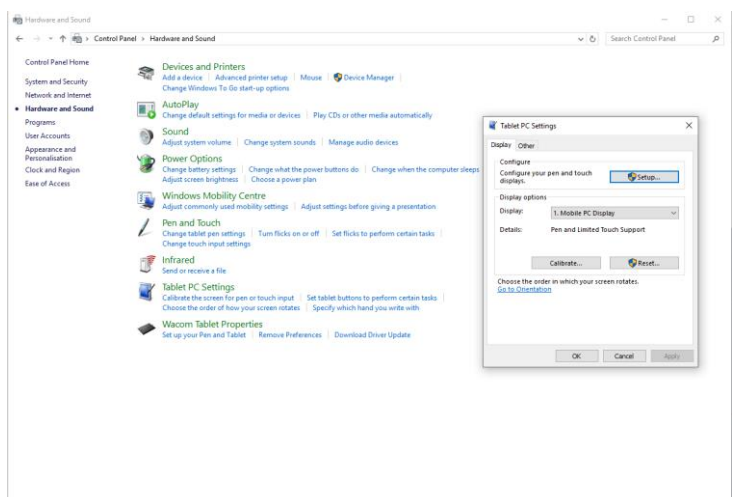 Hardware and Sound
Control Panel > Hardware and Sound
Search Control Panel
Control Panel Home
System and Security
Network and Internet
Hardware and Sound
Programs
User Accounts
Appearance and
Personalisation
Clock and Region
Ease of Access
Devices and Printers
Add a device | Advanced printer setup | Mouse | Device Manager |
Change Windows To Go start-up options
AutoPlay
Change default settings for media or devices | Play CDs or other media automatically
Sound
Adjust system volume | Change system sounds | Manage audio devices
Power Options
Change battery settings | Change what the power buttons do | Change when the computer sleeps
Adjust screen brightness | Choose a power plan
Windows Mobility Centre
Adjust commonly used mobility settings | Adjust settings before giving a presentation
Pen and Touch
Change tablet pen settings | Turn flicks on or off | Set flicks to perform certain tasks |
Change touch input settings
Infrared
Send or receive a file
Tablet PC Settings
Calibrate the screen for pen or touch input | Set tablet buttons to perform certain tasks |
Choose the order of how your screen rotates | Specify which hand you write with
Wacom Tablet Properties
Set up your Pen and Tablet | Remove Preferences | Download Driver Update
Tablet PC Settings
Display Other
Configure
Configure your pen and touch
displays.
Setup...
Display options
Display: 1. Mobile PC Display
Details: Pen and Limited Touch Support
Calibrate... Reset...
Choose the order in which your screen rotates.
Go to Orientation
OK Cancel Apply